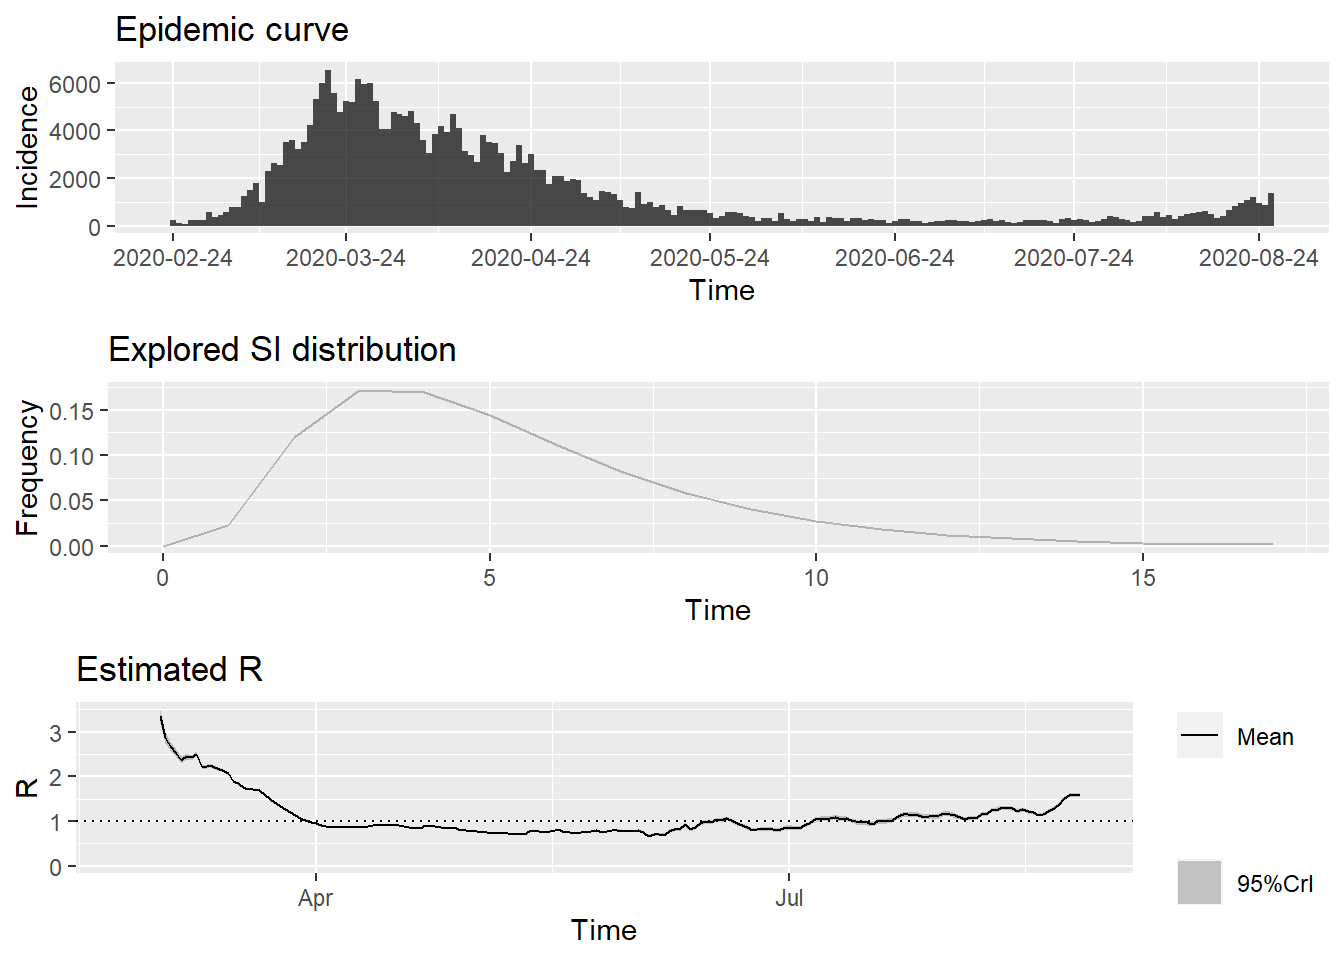 Epidemic curve
Incidence
6000
4000
2000
0
2020-02-24 2020-03-24 2020-04-24 2020-05-24 2020-06-24 2020-07-24 2020-08-24
Time
Explored SI distribution
Frequency
0.15
0.10
0.05
0.00
0 5 10 15
Time
Estimated R
R
3
2
1
0
Apr Jul
Time
Mean
95%CrI